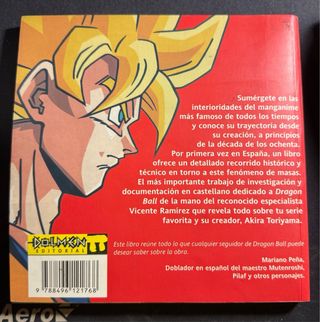 Sumérgete en las
interioridades del manganime
más famoso de todos los tiempos
y conoce su trayectoria desde
su creación, a principios
de la década de los ochenta.
Por primera vez en España, un libro
ofrece un detallado recorrido histórico y
técnico en torno a este fenómeno de masas.
El más importante trabajo de investigación y
documentación en castellano dedicado a Dragon
Ball de la mano del reconocido especialista
Vicente Ramírez que revela todo sobre tu serie
favorita y su creador, Akira Toriyama.
Este libro reúne todo lo que cualquier seguidor de Dragon Ball puede
desear saber sobre la obra.
Mariano Peña,
Doblador en español del maestro Mutenroshi,
Pilaf y otros personajes.
DOLMEN
EDITORIAL
9 788496 121768
Aero